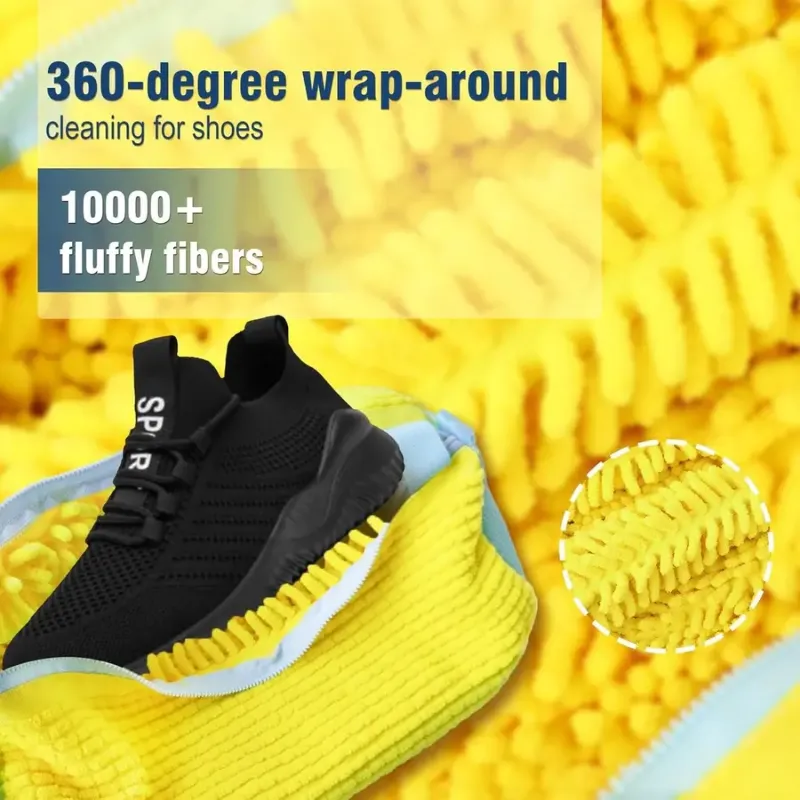 360-degree wrap-around
cleaning for shoes
10000+
fluffy fibers